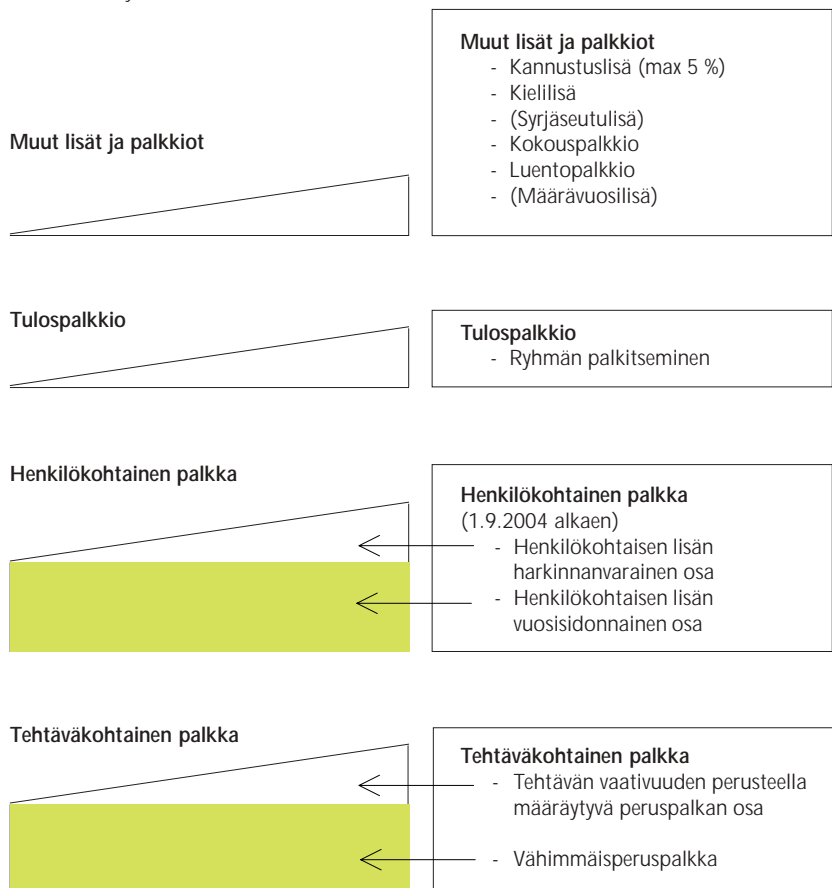 Muut lisät ja palkkiot
Muut lisät ja palkkiot
- Kannustuslisä (max 5 %)
- Kielilisä
- (Syrjäseutulisä)
- Kokouspalkkio
- Luentopalkkio
- (Määrävuosilisä)
Tulospalkkio
Tulospalkkio
- Ryhmän palkitseminen
Henkilökohtainen palkka
Henkilökohtainen palkka
(1.9.2004 alkaen)
- Henkilökohtaisen lisän
harkinnanvarainen osa
- Henkilökohtaisen lisän
vuosisidonnainen osa
Tehtäväkohtainen palkka
Tehtäväkohtainen palkka
- Tehtävän vaativuuden perusteella
määräytyvä peruspalkan osa
- Vähimmäisperuspalkka